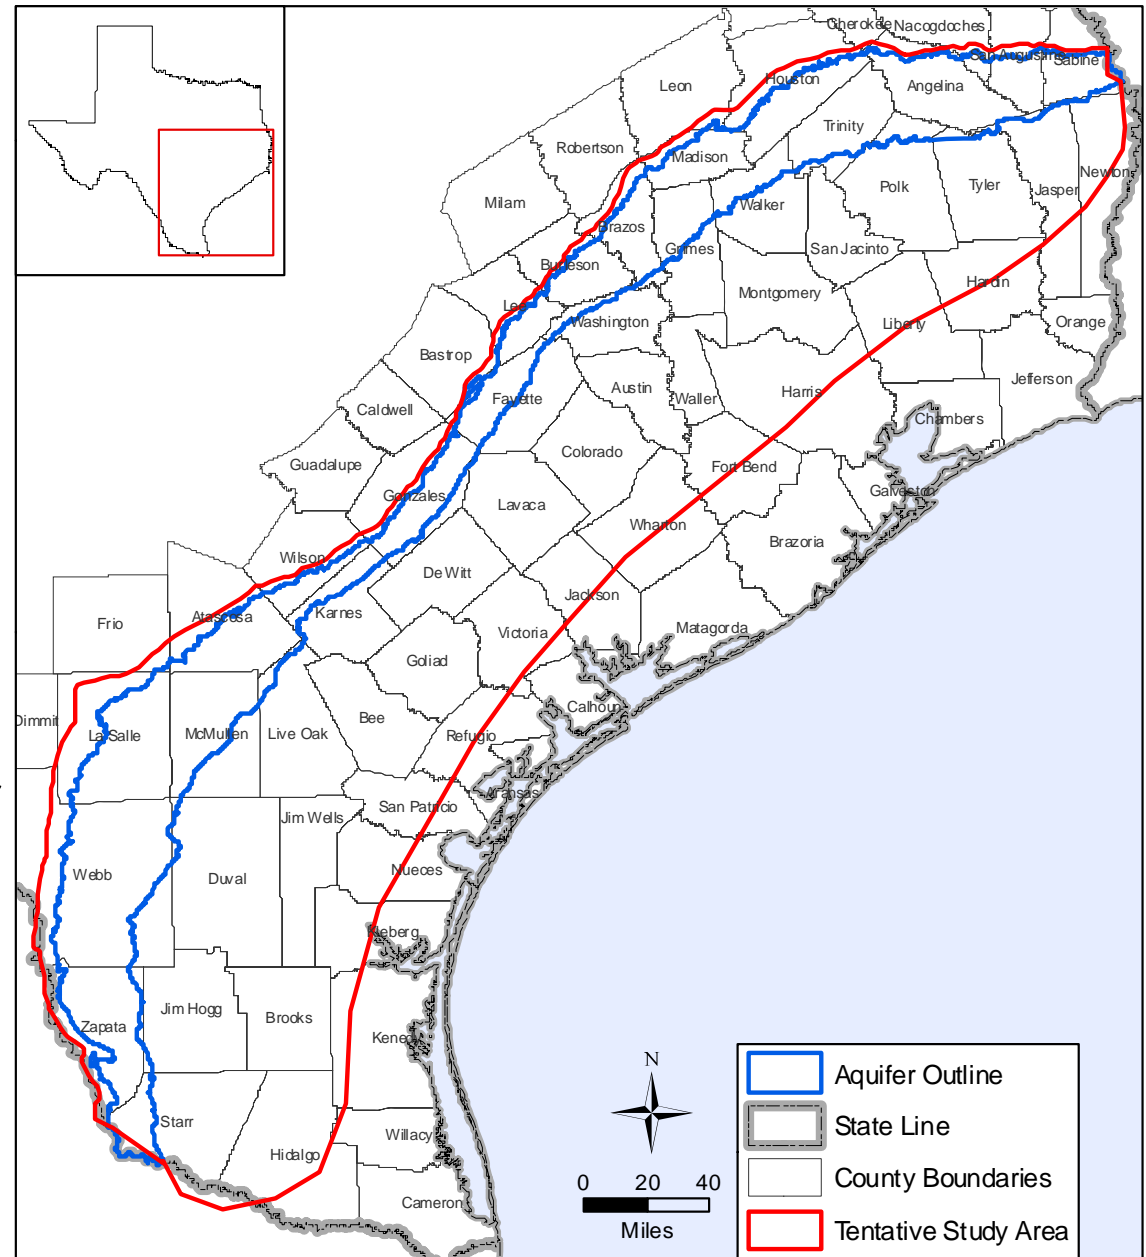 Cherokee
Nacogdoches
San Augustine
Sabine
Houston
Leon
Angelina
Trinity
Robertson
Madison
Newton
Polk
Tyler
Jasper
Milam
Walker
Brazos
Grimes
San Jacinto
Burleson
Hardin
Montgomery
Lee
Washington
Liberty
Orange
Bastrop
Jefferson
Austin
Harris
Fayette
Waller
Caldwell
Chambers
Colorado
Guadalupe
Fort Bend
Gonzales
Galveston
Lavaca
Wharton
Brazoria
Wilson
De Witt
Jackson
Atascosa
Karnes
Frio
Matagorda
Victoria
Goliad
Calhoun
Dimmit
Bee
La Salle
McMullen
Live Oak
Refugio
Aransas
San Patricio
Jim Wells
Nueces
Webb
Duval
Kleberg
Jim Hogg
Brooks
Zapata
Kenedy
Starr
Willacy
Hidalgo
Cameron
N
0 20 40
Miles
Aquifer Outline
State Line
County Boundaries
Tentative Study Area